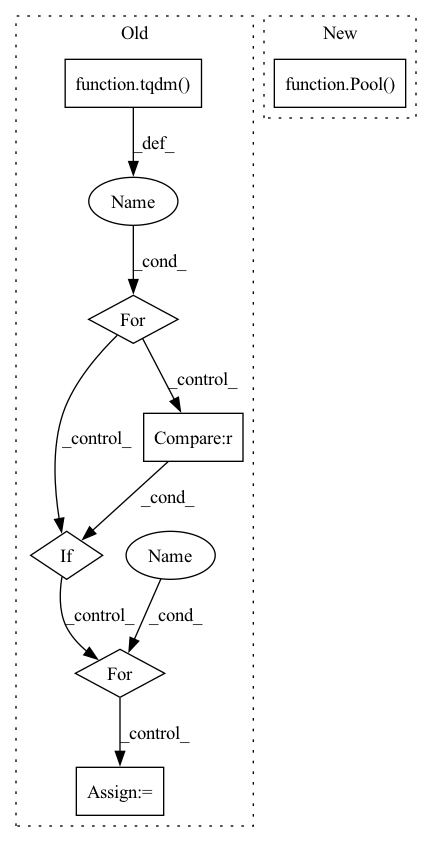 Old
New
function.tqdm()
function.Pool()
_def_
Name
_cond_
For
_control_
_control_
Compare:r
_cond_
If
Name
_control_
_cond_
For
_control_
Assign:=